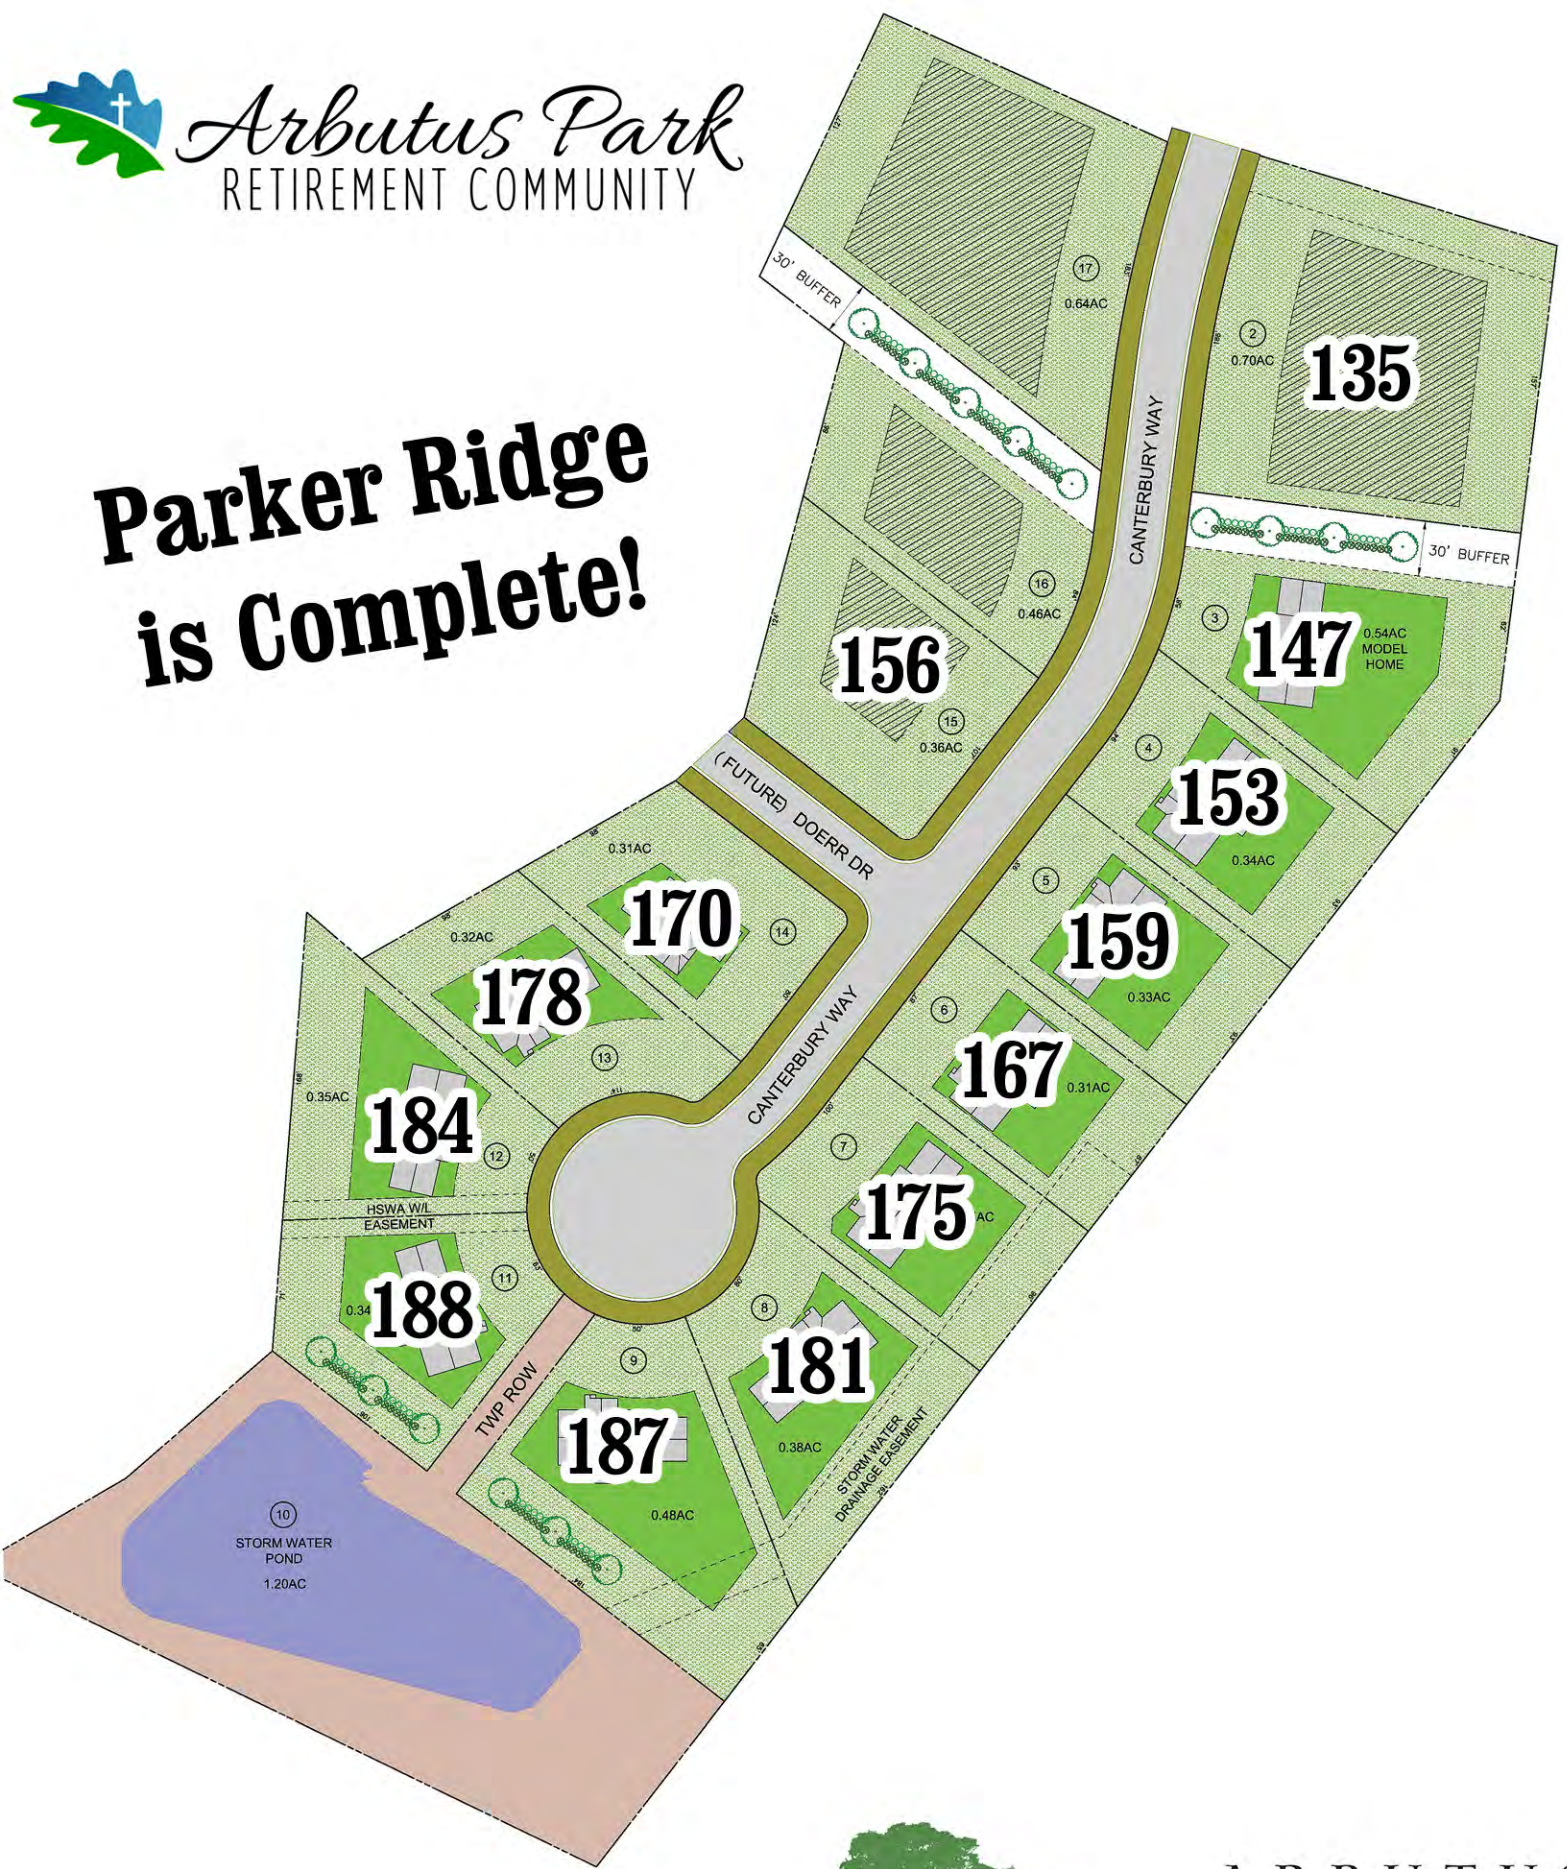 Arbutus Park
RETIREMENT COMMUNITY
Parker Ridge
is Complete!
30' BUFFER
17
0.64AC
2
0.70AC
135
CANTERBURY WAY
30' BUFFER
16
0.46AC
3
147
0.54AC
MODEL
HOME
156
15
0.36AC
4
153
0.34AC
(FUTURE) DOERR DR
0.31AC
170
14
5
159
0.33AC
0.32AC
178
13
6
167
0.31AC
CANTERBURY WAY
0.35AC
184
12
7
175
AC
HSWA W/L
EASEMENT
11
0.34
188
8
181
0.38AC
TWP ROW
9
187
0.48AC
STORM WATER
DRAINAGE EASEMENT
10
STORM WATER
POND
1.20AC